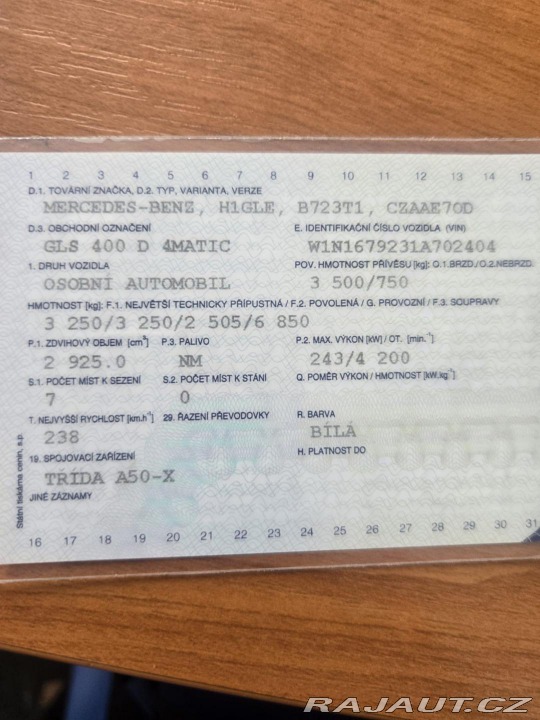 1 2 3 4 5 6 7 8 9 10 11 12 13 14 15
D.1. TOVÁRNÍ ZNAČKA, D.2. TYP, VARIANTA, VERZE
MERCEDES-BENZ, H1GLE, B723T1, CZAAE70D
D.3. OBCHODNÍ OZNAČENÍ E. IDENTIFIKAČNÍ ČÍSLO VOZIDLA (VIN)
GLS 400 D 4MATIC W1N1679231A702404
1. DRUH VOZIDLA POV. HMOTNOST PŘÍVĚSU [kg]: O.1.BRZD./O.2.NEBRZD.
OSOBNÍ AUTOMOBIL 3 500/750
HMOTNOST [kg]: F.1. NEJVĚTŠÍ TECHNICKY PŘÍPUSTNÁ / F.2. POVOLENÁ / G. PROVOZNÍ / F.3. SOUPRAVY
3 250/3 250/2 505/6 850
P.1. ZDVIHOVÝ OBJEM [cm³] P.3. PALIVO P.2. MAX. VÝKON [kW] / OT. [min.⁻¹]
2 925.0 NM 243/4 200
S.1. POČET MÍST K SEZENÍ S.2. POČET MÍST K STÁNÍ Q. POMĚR VÝKON / HMOTNOST [kW.kg⁻¹]
7 0
T. NEJVYŠŠÍ RYCHLOST [km.h⁻¹] 29. ŘAZENÍ PŘEVODOVKY R. BARVA
238 BÍLÁ
19. SPOJOVACÍ ZAŘÍZENÍ H. PLATNOST DO
TŘÍDA A50-X
JINÉ ZÁZNAMY
Státní tiskárna cenin, s.p.
16 17 18 19 20 21 22 23 24 25 26 27 28 29 30 31
RAJAUT.CZ